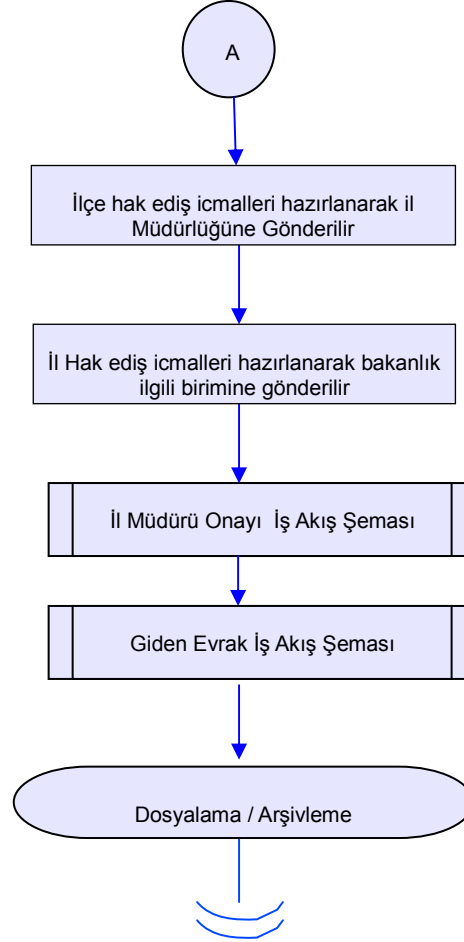 A
İlçe hak ediş icmalleri hazırlanarak il
Müdürlüğüne Gönderilir
İl Hak ediş icmalleri hazırlanarak bakanlık
ilgili birimine gönderilir
İl Müdürü Onayı İş Akış Şeması
Giden Evrak İş Akış Şeması
Dosyalama / Arşivleme